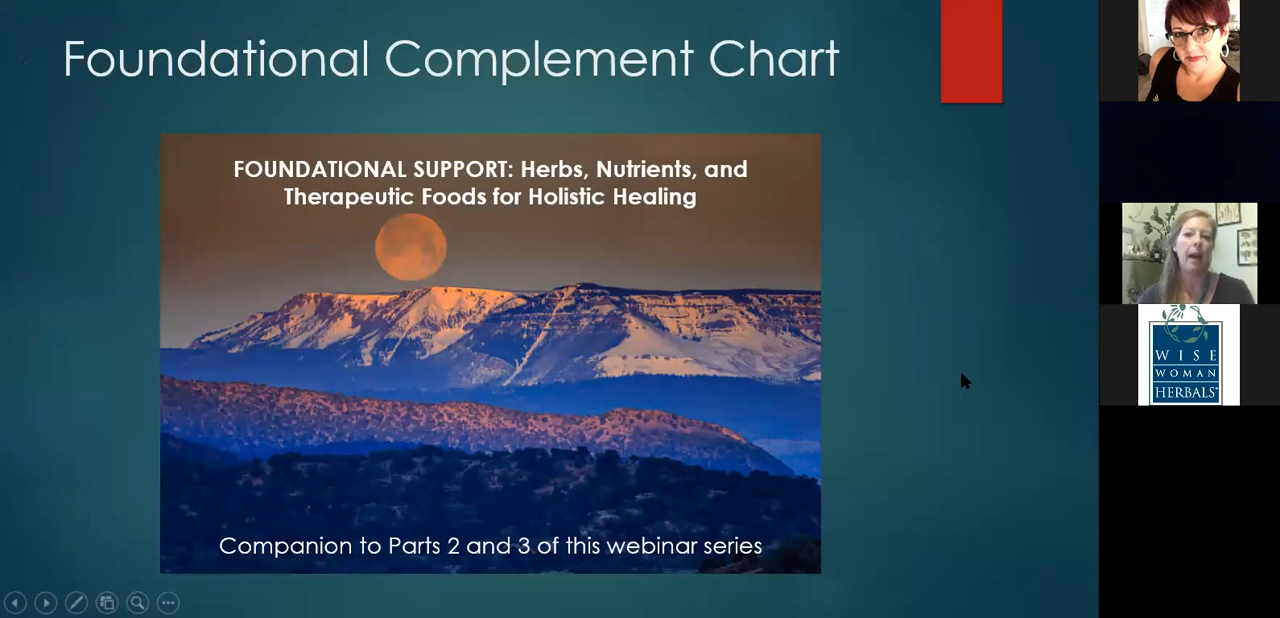 Foundational Complement Chart
FOUNDATIONAL SUPPORT: Herbs, Nutrients, and
Therapeutic Foods for Holistic Healing
Companion to Parts 2 and 3 of this webinar series
WISE
WOMAN
HERBALS®